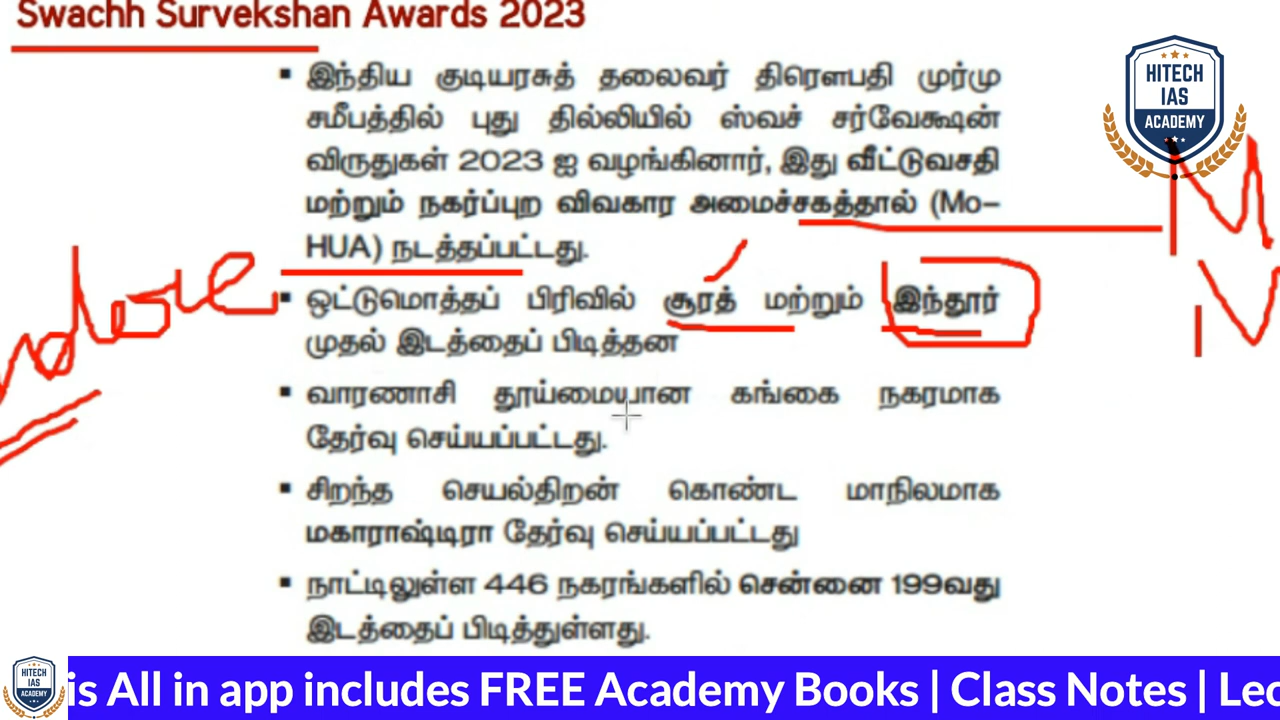 Swachh Survekshan Awards 2023
▪ இந்திய குடியரசுத் தலைவர் திரௌபதி முர்மு
சமீபத்தில் புது தில்லியில் ஸ்வச் சர்வேக்ஷன்
விருதுகள் 2023 ஐ வழங்கினார், இது வீட்டுவசதி
மற்றும் நகர்ப்புற விவகார அமைச்சகத்தால் (Mo-
HUA) நடத்தப்பட்டது.
▪ ஒட்டுமொத்தப் பிரிவில் சூரத் மற்றும் இந்தூர்
முதல் இடத்தைப் பிடித்தன
▪ வாரணாசி தூய்மையான கங்கை நகரமாக
தேர்வு செய்யப்பட்டது.
▪ சிறந்த செயல்திறன் கொண்ட மாநிலமாக
மகாராஷ்டிரா தேர்வு செய்யப்பட்டது
▪ நாட்டிலுள்ள 446 நகரங்களில் சென்னை 199வது
இடத்தைப் பிடித்துள்ளது.
HITECH
IAS
ACADEMY
HITECH
IAS
ACADEMY
is All in app includes FREE Academy Books | Class Notes | Lec